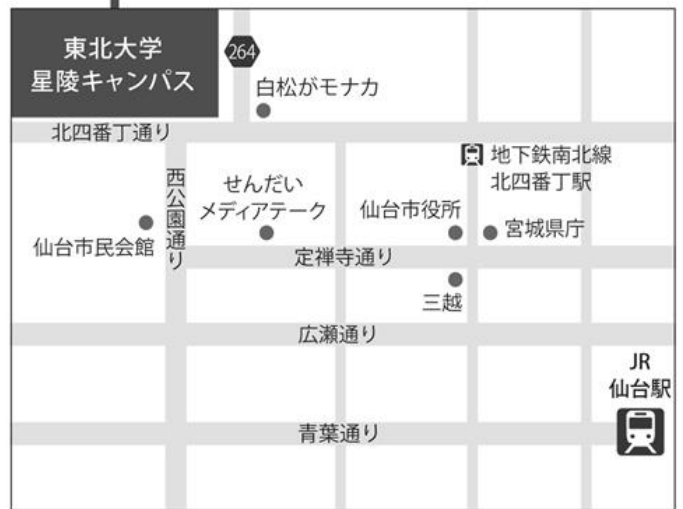 東北大学
星陵キャンパス
264
白松がモナカ
北四番丁通り
地下鉄南北線
北四番丁駅
西公園通り
せんだい
メディアテーク
仙台市役所
宮城県庁
仙台市民会館
定禅寺通り
三越
広瀬通り
JR
仙台駅
青葉通り